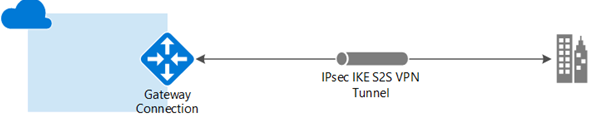 IPsec IKE S2S VPN
Tunnel
Gateway
Connection